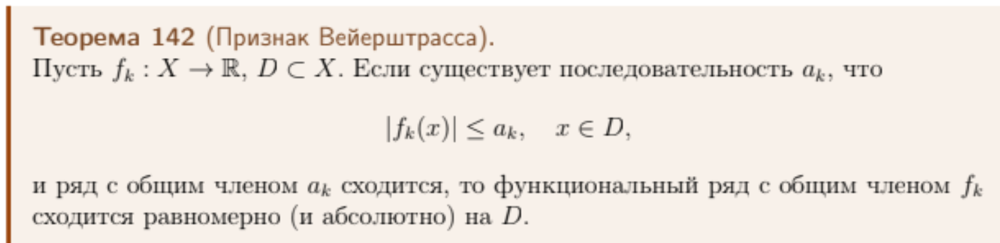 Теорема 142 (Признак Вейерштрасса).
Пусть $f_k : X \to \mathbb{R}$, $D \subset X$. Если существует последовательность $a_k$, что
$|f_k(x)| \leq a_k, \quad x \in D,$
и ряд с общим членом $a_k$ сходится, то функциональный ряд с общим членом $f_k$
сходится равномерно (и абсолютно) на $D$.